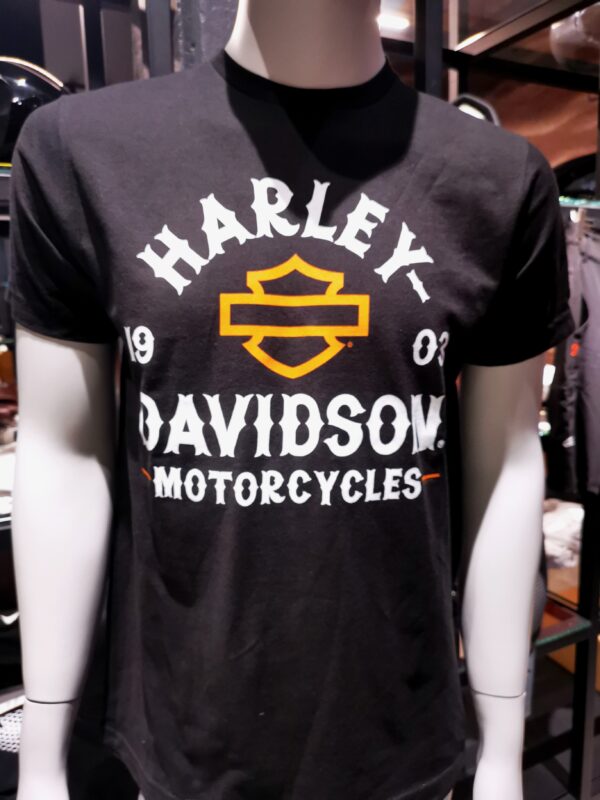 HARLEY-
19 03
DAVIDSON
MOTORCYCLES